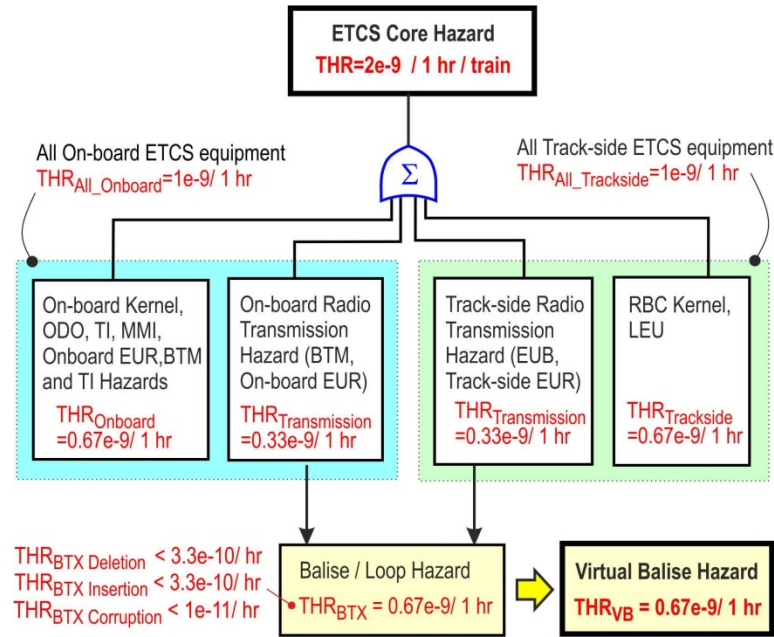 ETCS Core Hazard
THR=2e-9 / 1 hr / train
All On-board ETCS equipment
THRAll_Onboard=1e-9/ 1 hr
All Track-side ETCS equipment
THRAll_Trackside=1e-9/ 1 hr
Σ
On-board Kernel,
ODO, TI, MMI,
Onboard EUR,BTM
and TI Hazards
THROnboard
=0.67e-9/ 1 hr
On-board Radio
Transmission
Hazard (BTM,
On-board EUR)
THRTransmission
=0.33e-9/ 1 hr
Track-side Radio
Transmission
Hazard (EUB,
Track-side EUR)
THRTransmission
=0.33e-9/ 1 hr
RBC Kernel,
LEU
THRTrackside
=0.67e-9/ 1 hr
THRBTX Deletion < 3.3e-10/ hr
THRBTX Insertion < 3.3e-10/ hr
THRBTX Corruption < 1e-11/ hr
Balise / Loop Hazard
THRBTX = 0.67e-9/ 1 hr
Virtual Balise Hazard
THRVB = 0.67e-9/ 1 hr